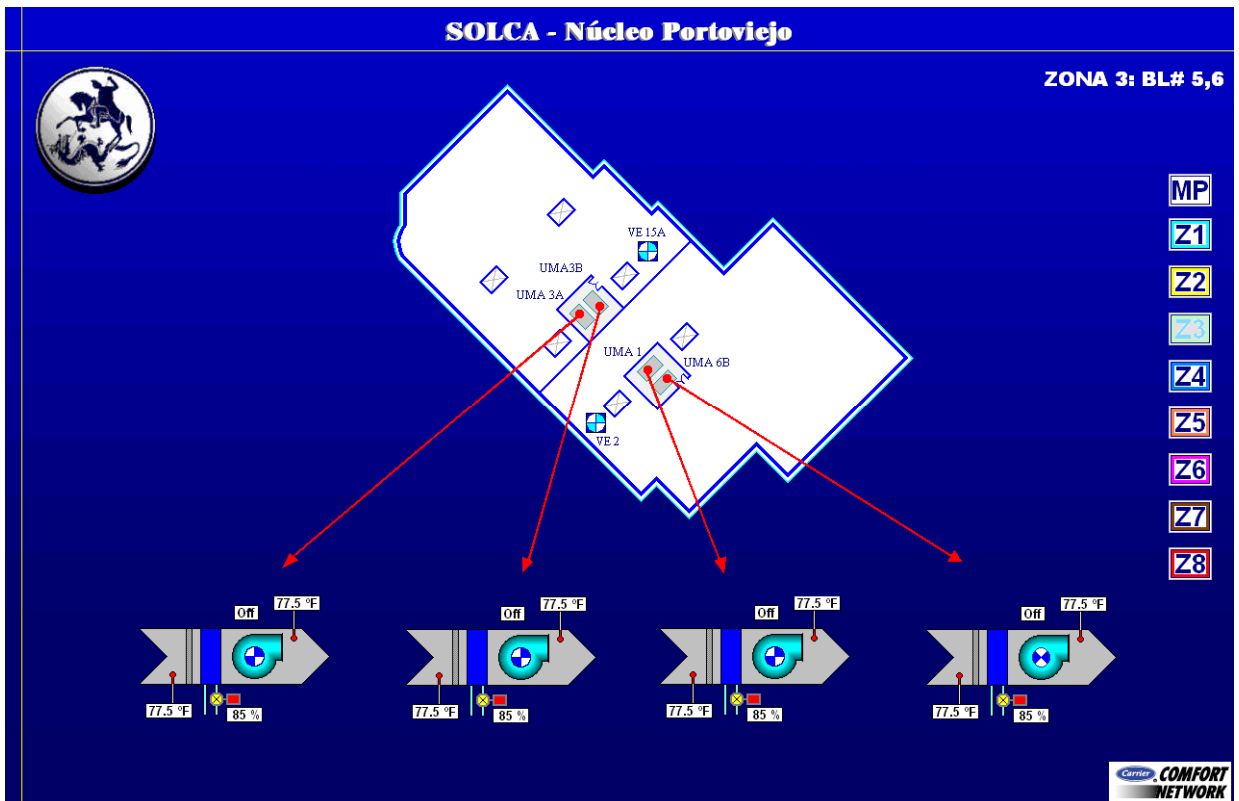 SOLCA - Núcleo Portoviejo
ZONA 3: BL# 5,6
MP
Z1
Z2
Z3
Z4
Z5
Z6
Z7
Z8
VE 15A
UMA3B
UMA 3A
UMA 1
UMA 6B
VE 2
Off
77.5 °F
77.5 °F
85 %
Off
77.5 °F
77.5 °F
85 %
Off
77.5 °F
77.5 °F
85 %
Off
77.5 °F
77.5 °F
85 %
Carrier COMFORT
NETWORK